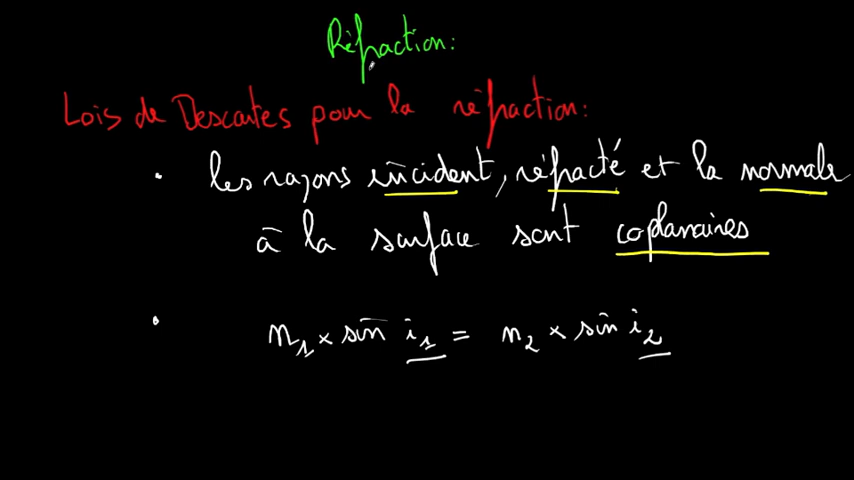 Réfraction:
Lois de Descartes pour la réfraction:
• les rayons incident, réfracté et la normale
à la surface sont coplanaires
• n₁ × sin i₁ = n₂ × sin i₂